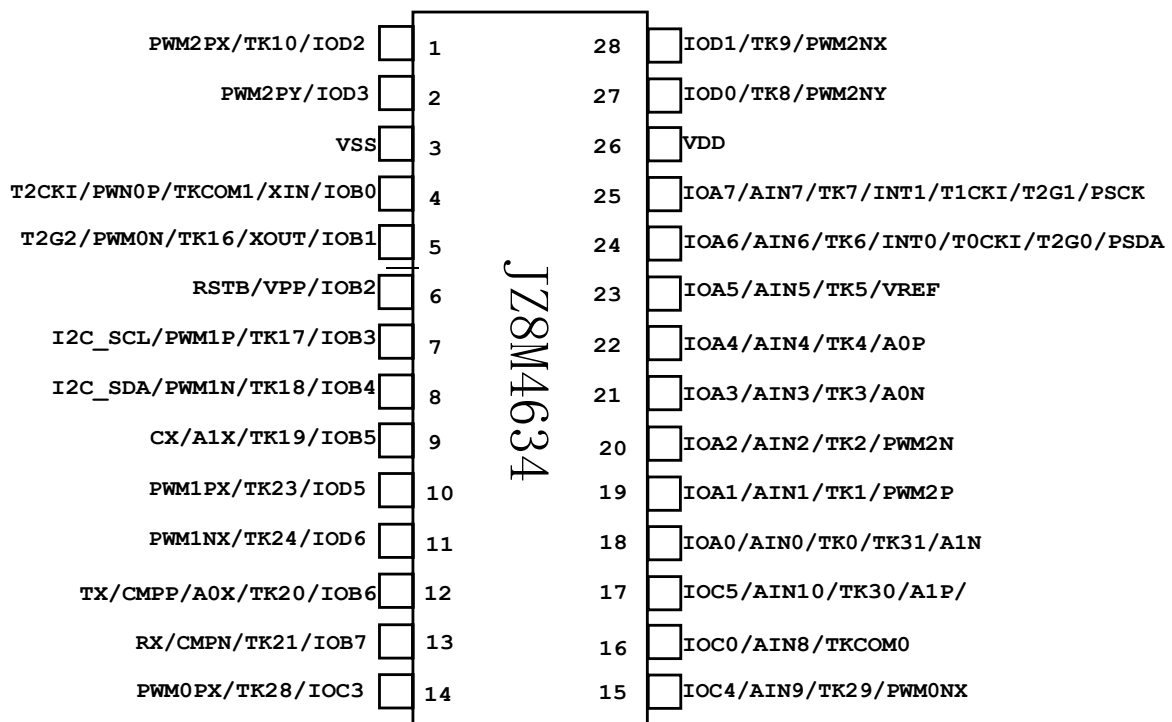 PWM2PX/TK10/IOD2 1 28 IOD1/TK9/PWM2NX
PWM2PY/IOD3 2 27 IOD0/TK8/PWM2NY
VSS 3 26 VDD
T2CKI/PWN0P/TKCOM1/XIN/IOB0 4 25 IOA7/AIN7/TK7/INT1/T1CKI/T2G1/PSCK
T2G2/PWM0N/TK16/XOUT/IOB1 5 24 IOA6/AIN6/TK6/INT0/T0CKI/T2G0/PSDA
RSTB/VPP/IOB2 6 23 IOA5/AIN5/TK5/VREF
I2C_SCL/PWM1P/TK17/IOB3 7 22 IOA4/AIN4/TK4/A0P
I2C_SDA/PWM1N/TK18/IOB4 8 21 IOA3/AIN3/TK3/A0N
CX/A1X/TK19/IOB5 9 20 IOA2/AIN2/TK2/PWM2N
PWM1PX/TK23/IOD5 10 19 IOA1/AIN1/TK1/PWM2P
PWM1NX/TK24/IOD6 11 18 IOA0/AIN0/TK0/TK31/A1N
TX/CMPP/A0X/TK20/IOB6 12 17 IOC5/AIN10/TK30/A1P/
RX/CMPN/TK21/IOB7 13 16 IOC0/AIN8/TKCOM0
PWM0PX/TK28/IOC3 14 15 IOC4/AIN9/TK29/PWM0NX
JZ8M4634